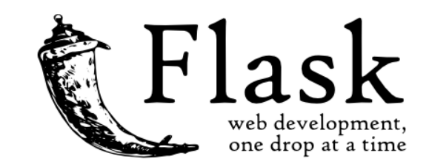 Flask
web development,
one drop at a time